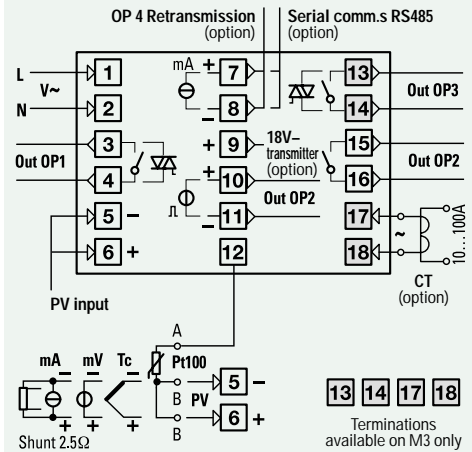 OP 4 Retransmission
(option)
Serial comm.s RS485
(option)
L
V~
N
1
2
mA
+
7
8
−
13
14
Out OP3
Out OP1
3
4
+
9
18V−
transmitter
(option)
15
16
Out OP2
+
10
11
−
Out OP2
5 −
6 +
12
17
18
~
10...100A
CT
(option)
PV input
A
Pt100
B
B
PV
5 −
6 +
mA
mV
Tc
−
−
−
+
+
+
Shunt 2.5Ω
13 14 17 18
Terminations
available on M3 only